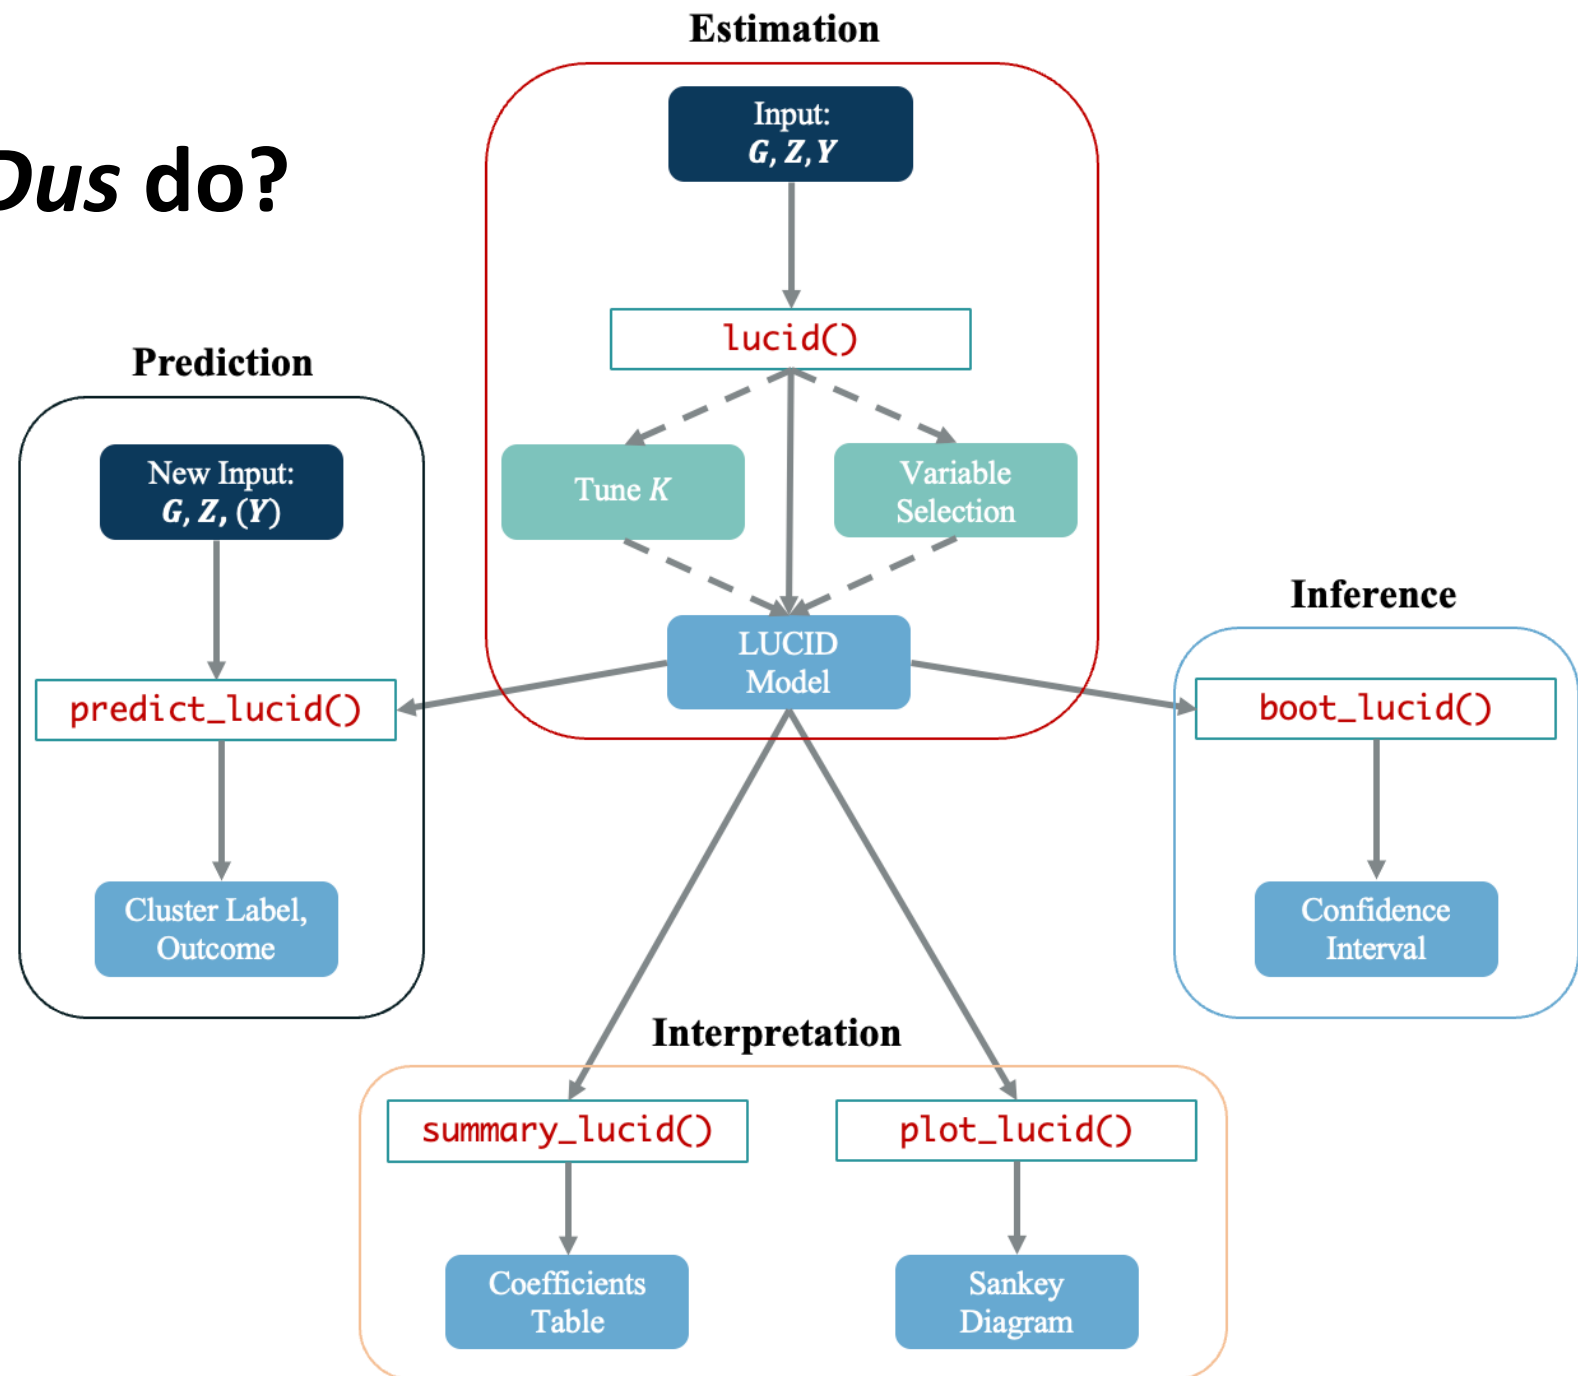 Dus do?
Estimation
Input:
G, Z, Y
lucid()
Tune K
Variable
Selection
LUCID
Model
Prediction
New Input:
G, Z, (Y)
predict_lucid()
Cluster Label,
Outcome
Inference
boot_lucid()
Confidence
Interval
Interpretation
summary_lucid()
plot_lucid()
Coefficients
Table
Sankey
Diagram